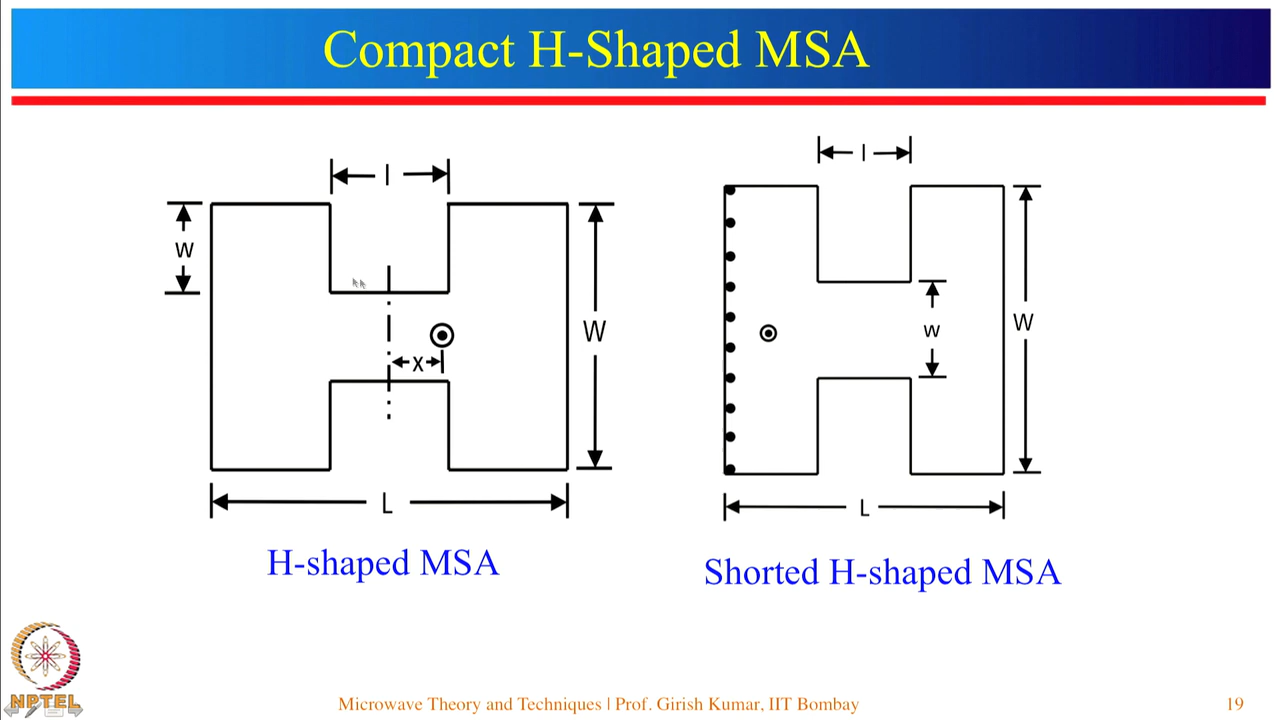 Compact H-Shaped MSA
l
w
x
W
L
H-shaped MSA
l
w
W
L
Shorted H-shaped MSA
NPTEL
Microwave Theory and Techniques | Prof. Girish Kumar, IIT Bombay
19